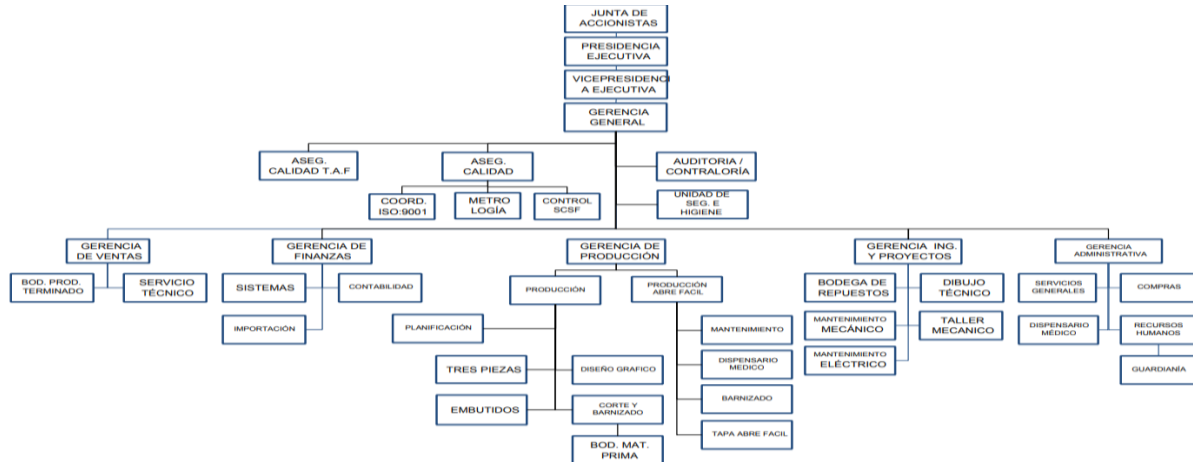 JUNTA DE
ACCIONISTAS
PRESIDENCIA
EJECUTIVA
VICEPRESIDENCI
A EJECUTIVA
GERENCIA
GENERAL
ASEG.
CALIDAD T.A.F
ASEG.
CALIDAD
AUDITORIA /
CONTRALORÍA
COORD.
ISO:9001
METRO
LOGÍA
CONTROL
SCSF
UNIDAD DE
SEG. E
HIGIENE
GERENCIA
DE VENTAS
GERENCIA DE
FINANZAS
GERENCIA DE
PRODUCCIÓN
GERENCIA ING.
Y PROYECTOS
GERENCIA
ADMINISTRATIVA
BOD. PROD.
TERMINADO
SERVICIO
TÉCNICO
SISTEMAS
CONTABILIDAD
PRODUCCIÓN
PRODUCCIÓN
ABRE FACIL
BODEGA DE
REPUESTOS
DIBUJO
TÉCNICO
SERVICIOS
GENERALES
COMPRAS
IMPORTACIÓN
PLANIFICACIÓN
MANTENIMIENTO
MANTENIMIENTO
MECÁNICO
TALLER
MECANICO
DISPENSARIO
MÉDICO
RECURSOS
HUMANOS
TRES PIEZAS
DISEÑO GRAFICO
DISPENSARIO
MEDICO
MANTENIMIENTO
ELÉCTRICO
GUARDIANÍA
EMBUTIDOS
CORTE Y
BARNIZADO
BARNIZADO
BOD. MAT.
PRIMA
TAPA ABRE FACIL